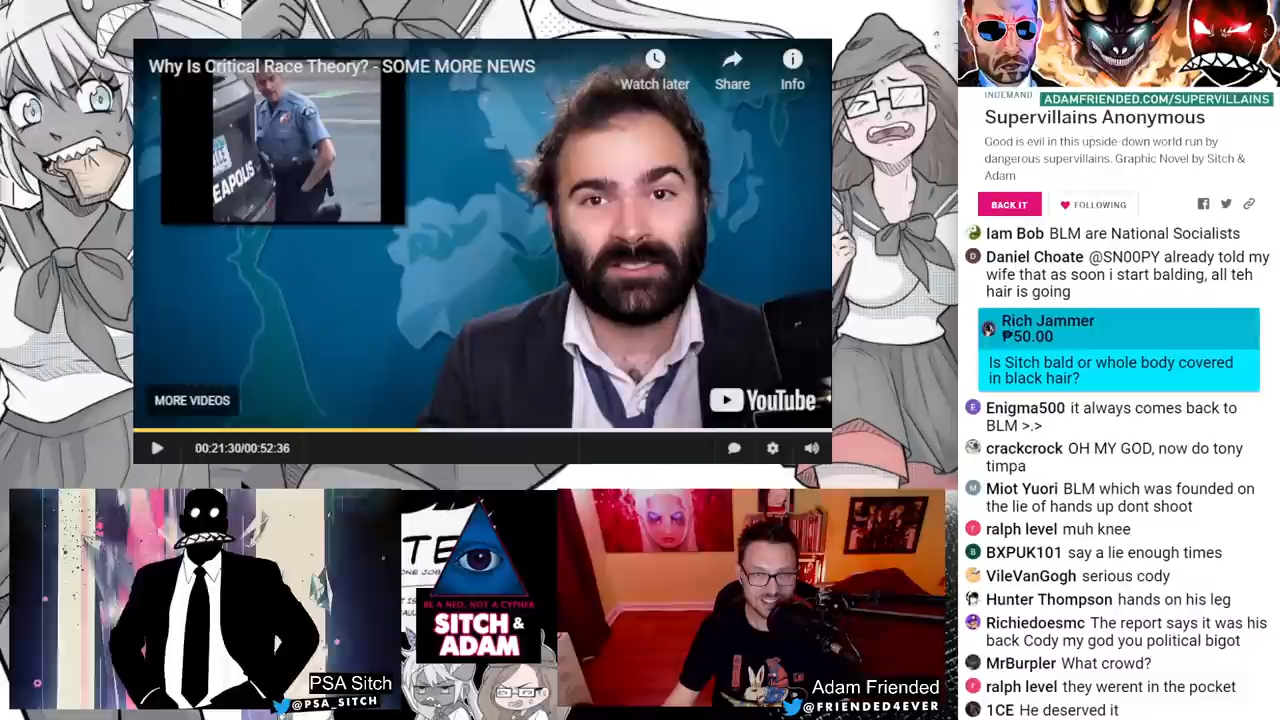 Why Is Critical Race Theory? - SOME MORE NEWS
Watch later
Share
Info
EAPOLIS
MORE VIDEOS
YouTube
00:21:30/00:52:36
PSA Sitch
@PSA_SITCH
TE
ONE JOB
BE A NEO, NOT A CYPHER
SITCH &
ADAM
Adam Friended
@FRIENDED4EVER
INDEMAND
ADAMFRIENDED.COM/SUPERVILLAINS
Supervillains Anonymous
Good is evil in this upside-down world run by
dangerous supervillains. Graphic Novel by Sitch &
Adam
BACK IT
FOLLOWING
Iam Bob BLM are National Socialists
Daniel Choate @SN00PY already told my
wife that as soon i start balding, all teh
hair is going
Rich Jammer
₱50.00
Is Sitch bald or whole body covered
in black hair?
Enigma500 it always comes back to
BLM >.>
crackcrock OH MY GOD, now do tony
timpa
Miot Yuori BLM which was founded on
the lie of hands up dont shoot
ralph level muh knee
BXPUK101 say a lie enough times
VileVanGogh serious cody
Hunter Thompson hands on his leg
Richiedoesmc The report says it was his
back Cody my god you political bigot
MrBurpler What crowd?
ralph level they werent in the pocket
1CE He deserved it